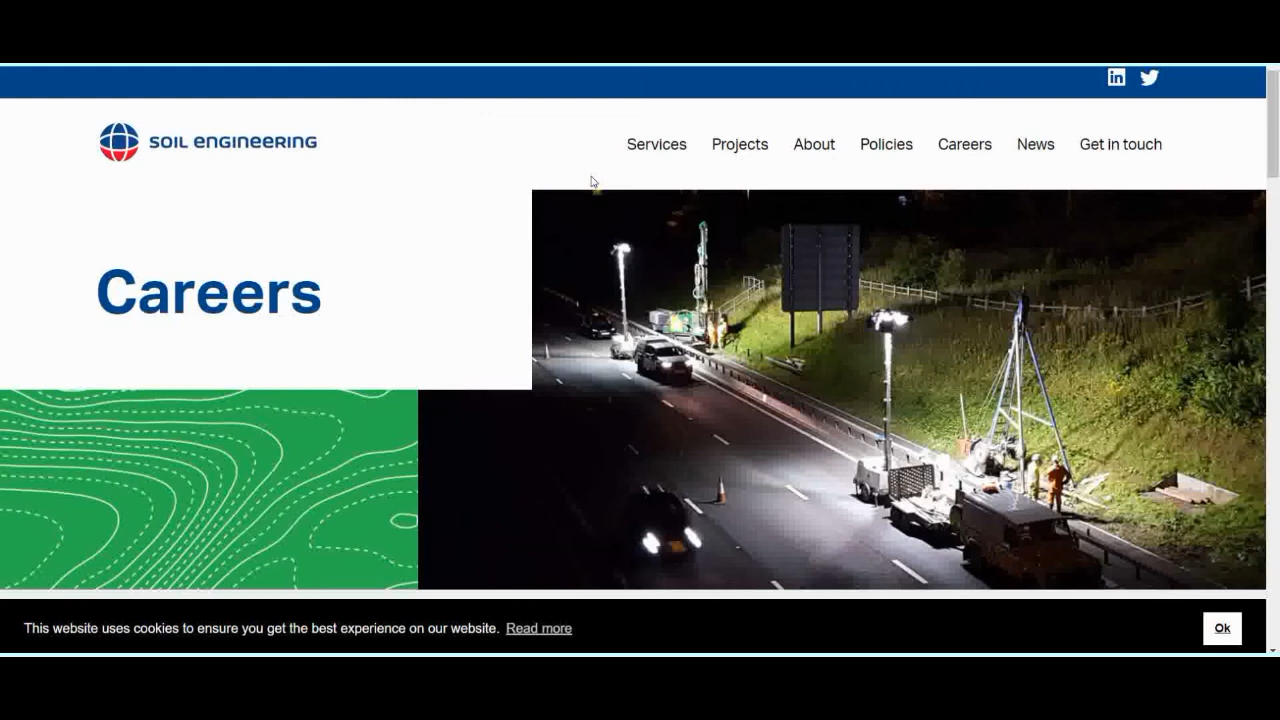 SOIL ENGINEERING
Services Projects About Policies Careers News Get in touch
Careers
This website uses cookies to ensure you get the best experience on our website. Read more
Ok